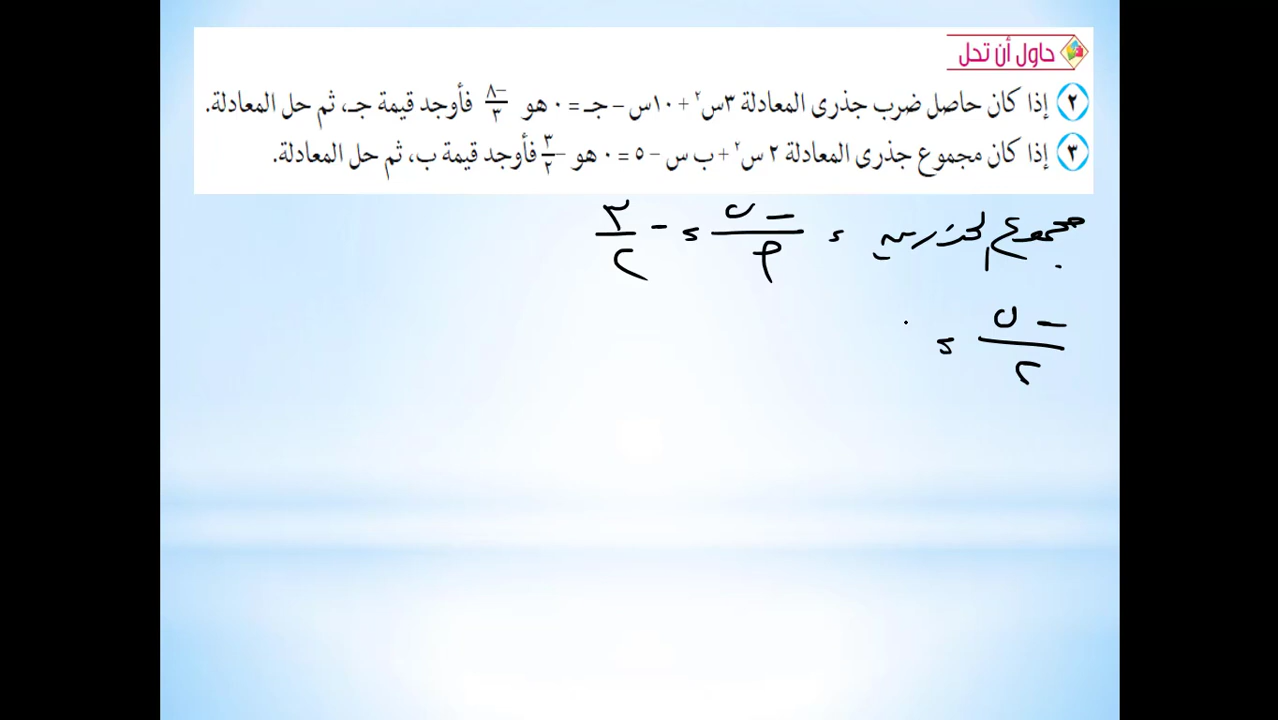 حاول أن تحل
٢ إذا كان حاصل ضرب جذرى المعادلة ٣س٢ + ١٠س – جـ = ٠ هو –٨/٣ فأوجد قيمة جـ، ثم حل المعادلة.
٣ إذا كان مجموع جذرى المعادلة ٢ س٢ + ب س – ٥ = ٠ هو –٣/٢ فأوجد قيمة ب، ثم حل المعادلة.
مجموع الجذرين = –ب/٢ = –٣/٢
–ب/٢ =